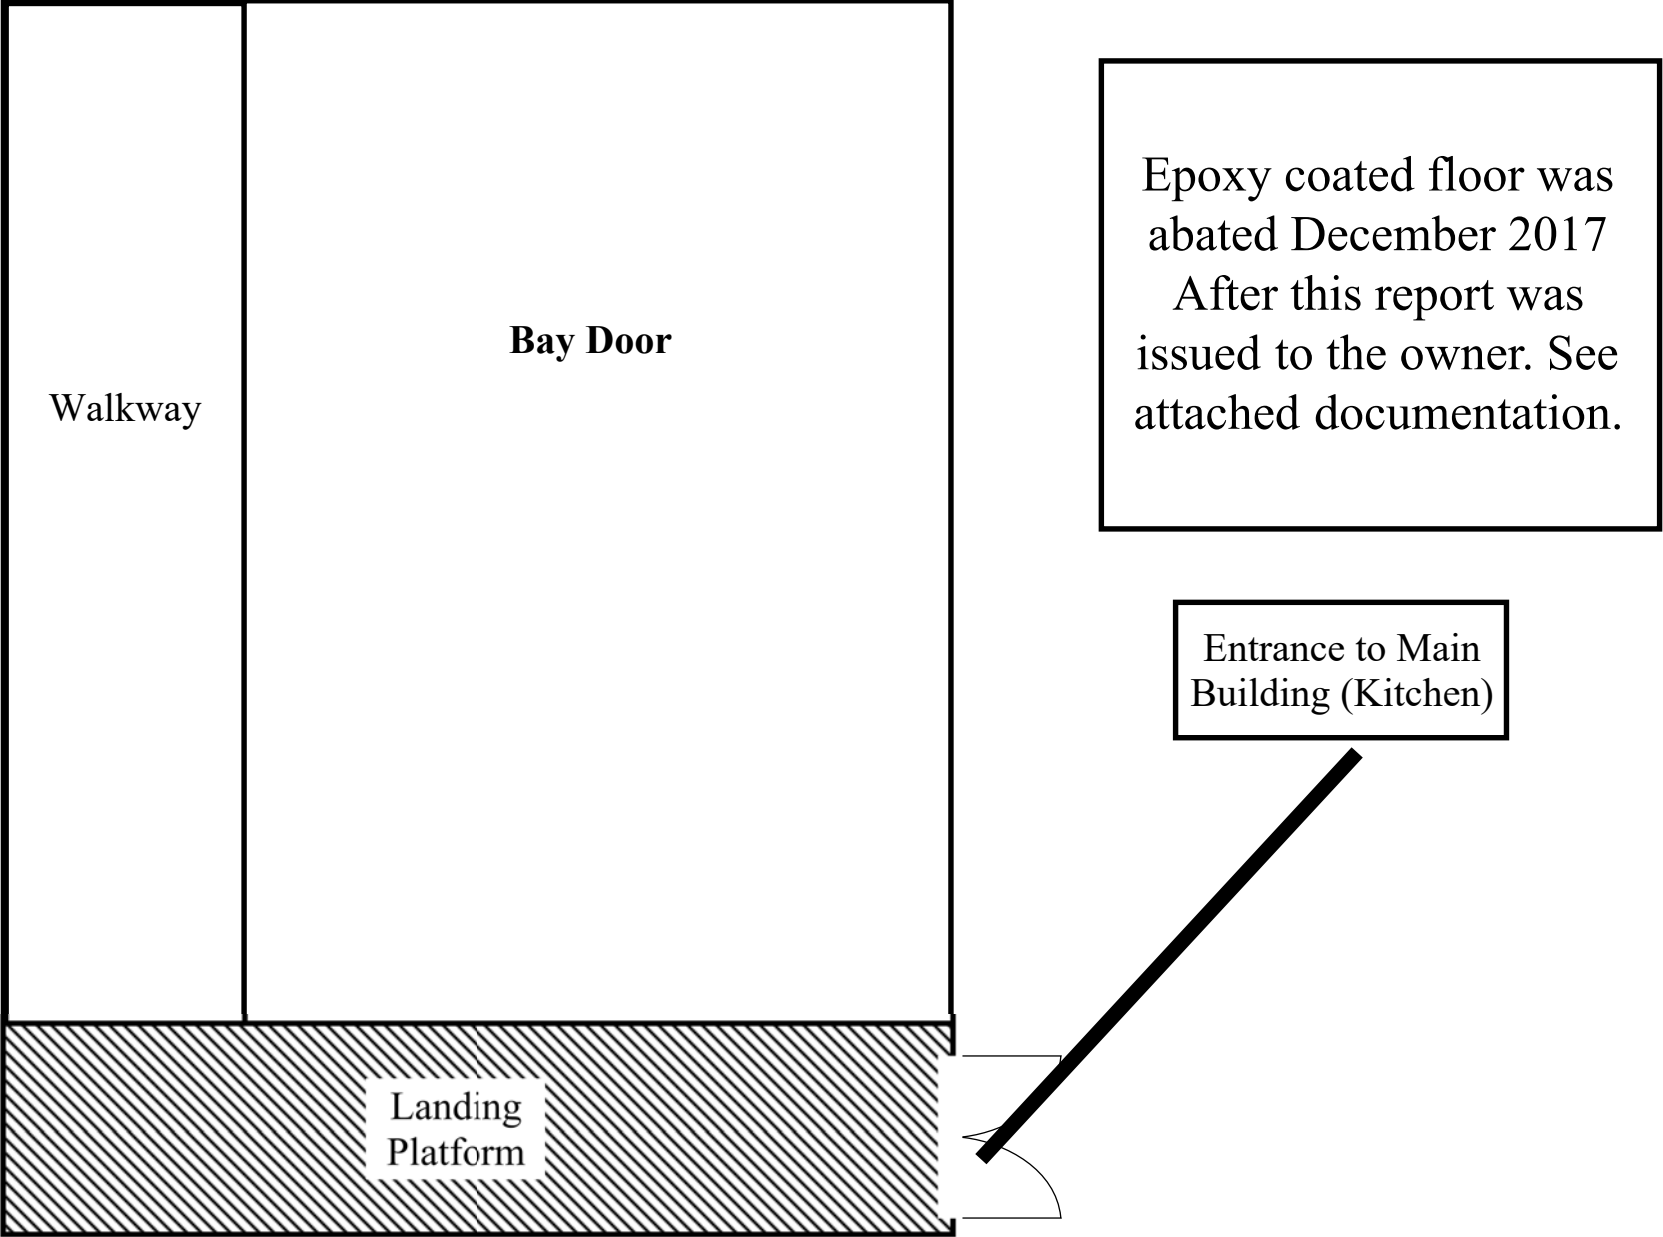 Bay Door
Walkway
Epoxy coated floor was
abated December 2017
After this report was
issued to the owner. See
attached documentation.
Entrance to Main
Building (Kitchen)
Landing
Platform